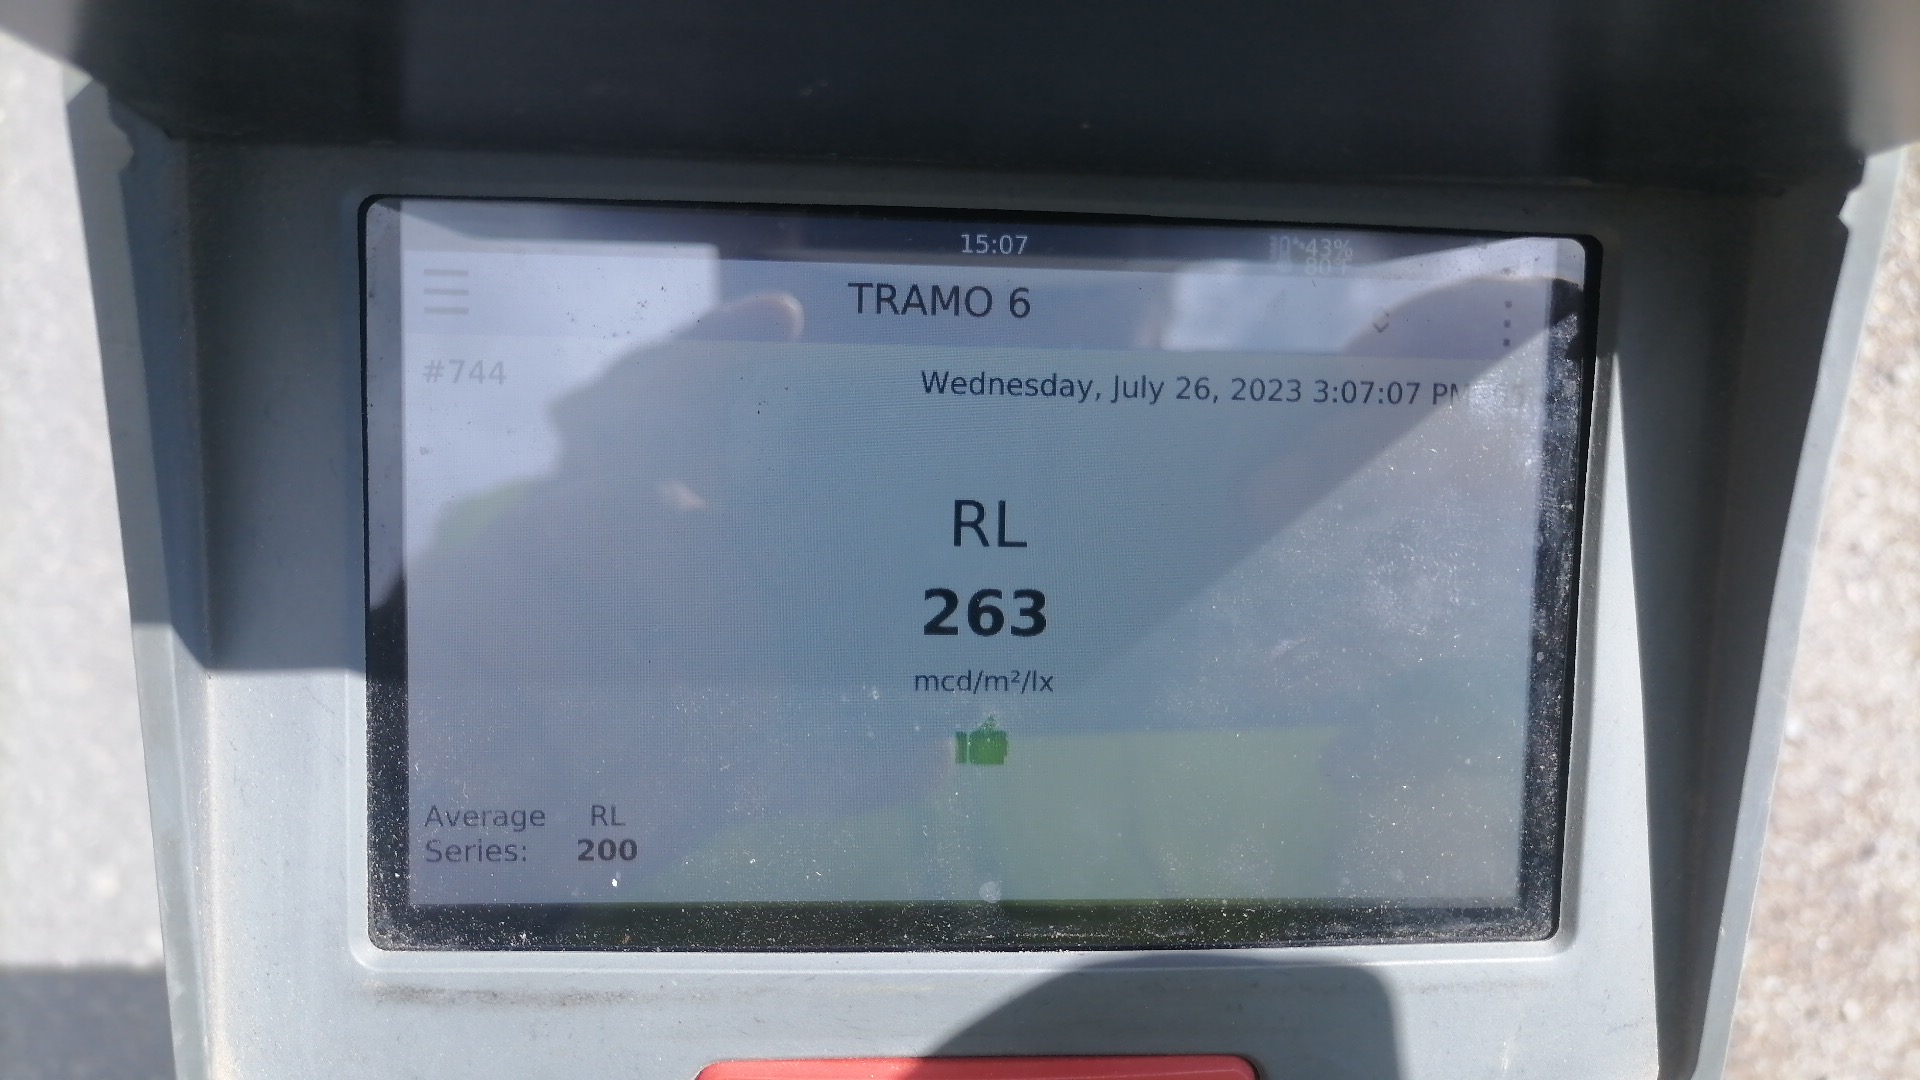 15:07
43%
TRAMO 6
#744
Wednesday, July 26, 2023 3:07:07 PM
RL
263
mcd/m²/lx
Average RL
Series: 200